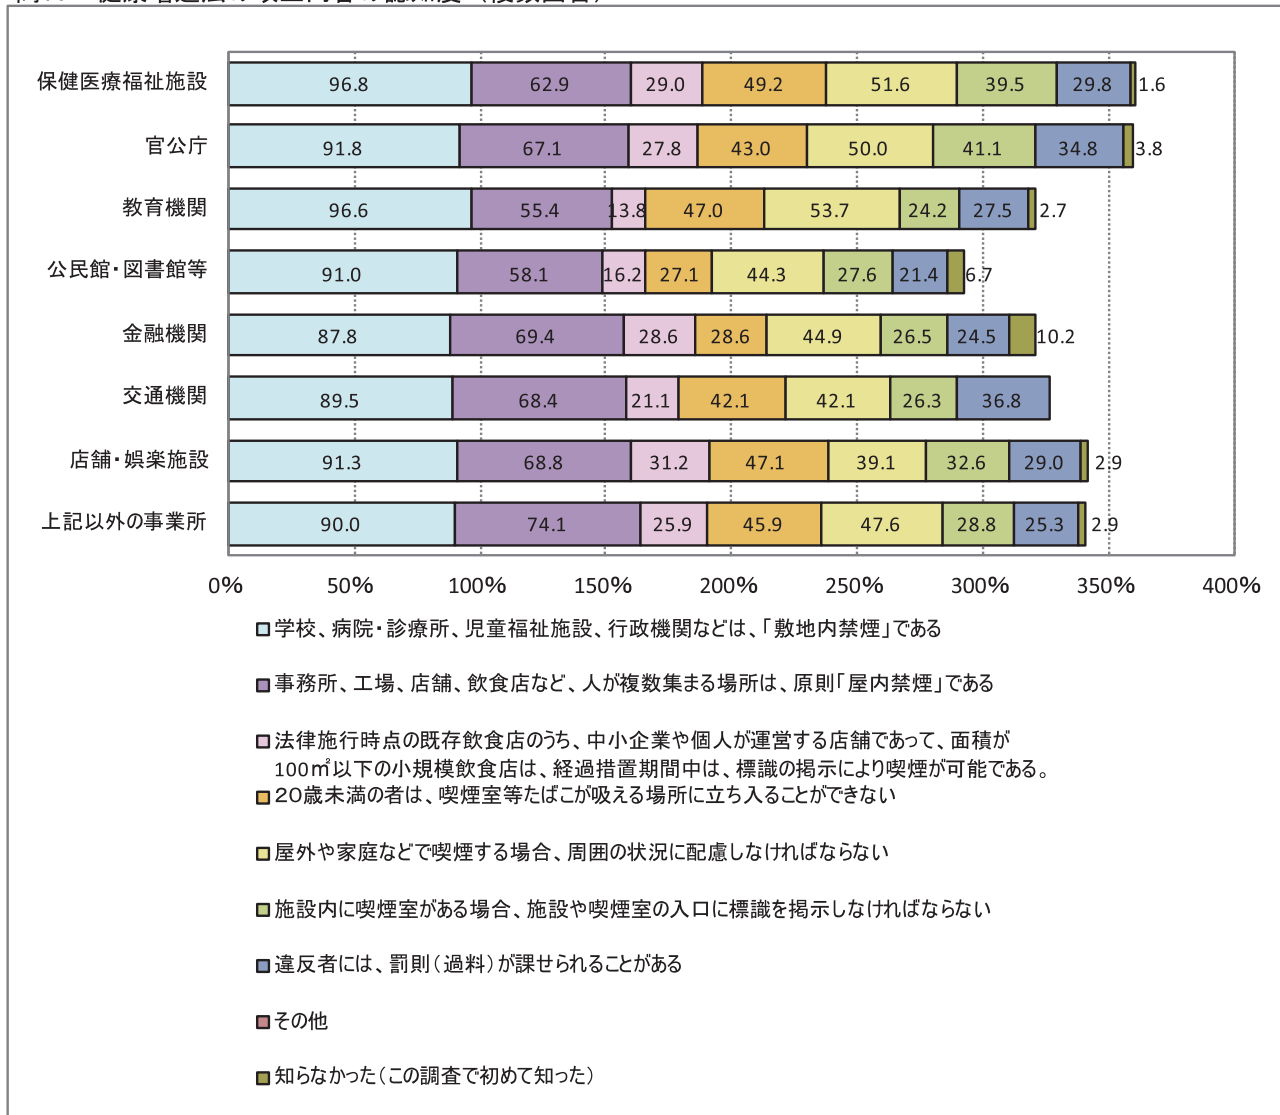 保健医療福祉施設 96.8 62.9 29.0 49.2 51.6 39.5 29.8 1.6
官公庁 91.8 67.1 27.8 43.0 50.0 41.1 34.8 3.8
教育機関 96.6 55.4 13.8 47.0 53.7 24.2 27.5 2.7
公民館・図書館等 91.0 58.1 16.2 27.1 44.3 27.6 21.4 6.7
金融機関 87.8 69.4 28.6 28.6 44.9 26.5 24.5 10.2
交通機関 89.5 68.4 21.1 42.1 42.1 26.3 36.8
店舗・娯楽施設 91.3 68.8 31.2 47.1 39.1 32.6 29.0 2.9
上記以外の事業所 90.0 74.1 25.9 45.9 47.6 28.8 25.3 2.9
0% 50% 100% 150% 200% 250% 300% 350% 400%
学校、病院・診療所、児童福祉施設、行政機関などは、「敷地内禁煙」である
事務所、工場、店舗、飲食店など、人が複数集まる場所は、原則「屋内禁煙」である
法律施行時点の既存飲食店のうち、中小企業や個人が運営する店舗であって、面積が
100㎡以下の小規模飲食店は、経過措置期間中は、標識の掲示により喫煙が可能である。
20歳未満の者は、喫煙室等たばこが吸える場所に立ち入ることができない
屋外や家庭などで喫煙する場合、周囲の状況に配慮しなければならない
施設内に喫煙室がある場合、施設や喫煙室の入口に標識を掲示しなければならない
違反者には、罰則(過料)が課せられることがある
その他
知らなかった(この調査で初めて知った)